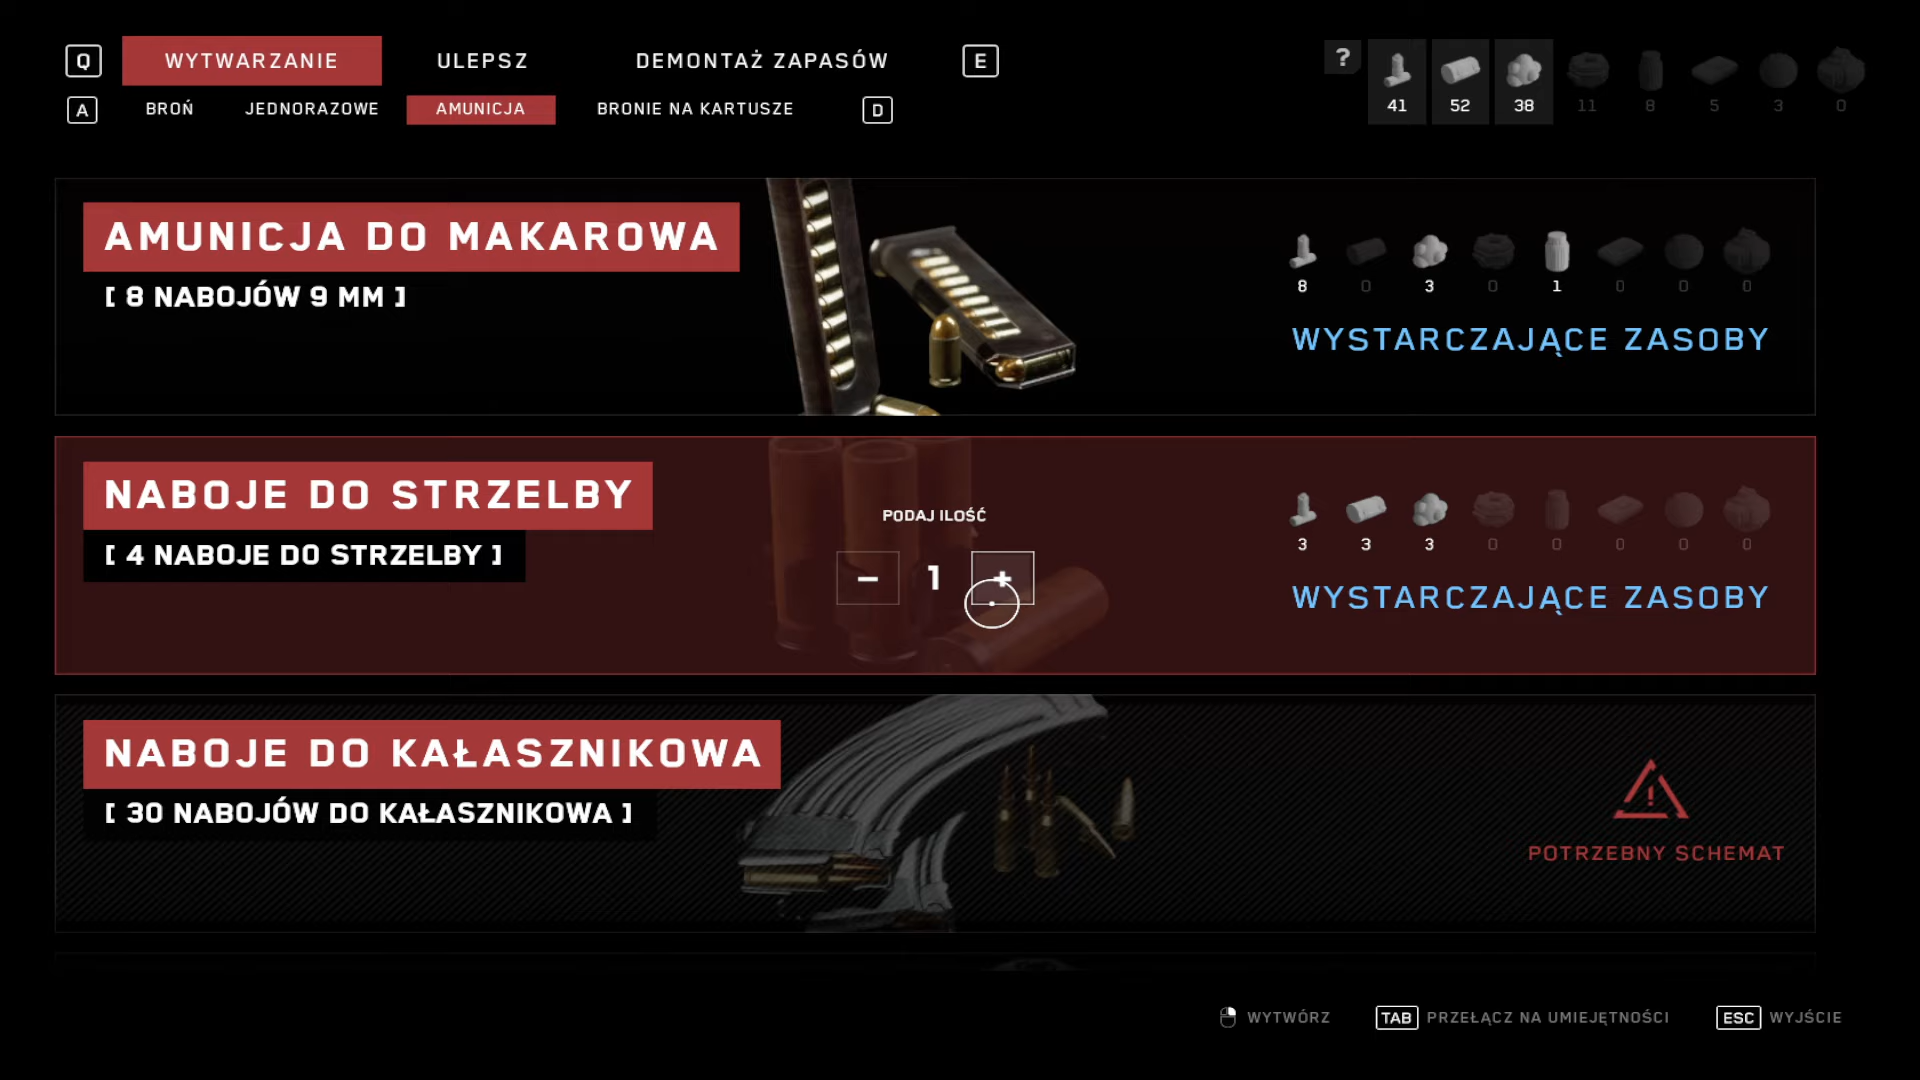 Q WYTWARZANIE ULEPSZ DEMONTAŻ ZAPASÓW E
A BROŃ JEDNORAZOWE AMUNICJA BRONIE NA KARTUSZE D
? 41 52 38 11 8 5 3 0
AMUNICJA DO MAKAROWA
[ 8 NABOJÓW 9 MM ]
8 0 3 0 1 0 0 0
WYSTARCZAJĄCE ZASOBY
NABOJE DO STRZELBY
[ 4 NABOJE DO STRZELBY ]
PODAJ ILOŚĆ
− 1 +
3 3 3 0 0 0 0 0
WYSTARCZAJĄCE ZASOBY
NABOJE DO KAŁASZNIKOWA
[ 30 NABOJÓW DO KAŁASZNIKOWA ]
!
POTRZEBNY SCHEMAT
WYTWÓRZ TAB PRZEŁĄCZ NA UMIEJĘTNOŚCI ESC WYJŚCIE